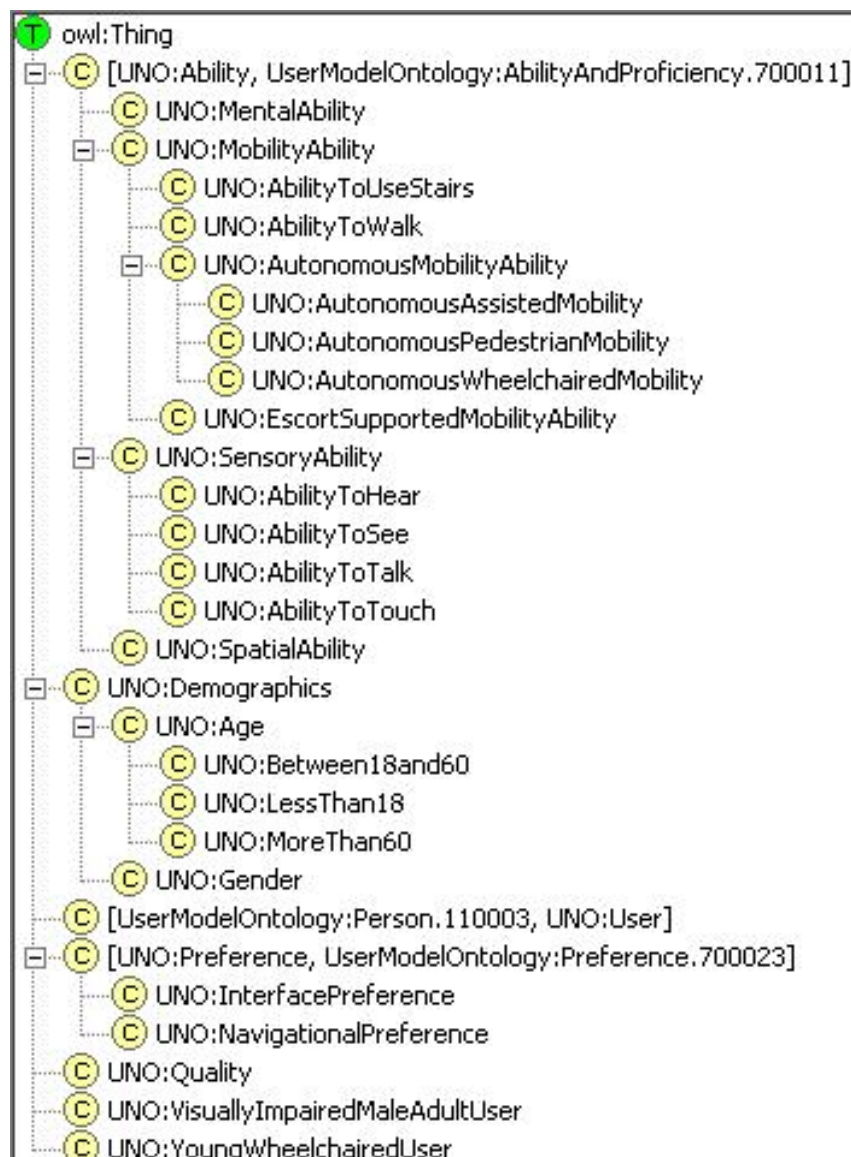 T owl:Thing
C [UNO:Ability, UserModelOntology:AbilityAndProficiency.700011]
C UNO:MentalAbility
C UNO:MobilityAbility
C UNO:AbilityToUseStairs
C UNO:AbilityToWalk
C UNO:AutonomousMobilityAbility
C UNO:AutonomousAssistedMobility
C UNO:AutonomousPedestrianMobility
C UNO:AutonomousWheelchairedMobility
C UNO:EscortSupportedMobilityAbility
C UNO:SensoryAbility
C UNO:AbilityToHear
C UNO:AbilityToSee
C UNO:AbilityToTalk
C UNO:AbilityToTouch
C UNO:SpatialAbility
C UNO:Demographics
C UNO:Age
C UNO:Between18and60
C UNO:LessThan18
C UNO:MoreThan60
C UNO:Gender
C [UserModelOntology:Person.110003, UNO:User]
C [UNO:Preference, UserModelOntology:Preference.700023]
C UNO:InterfacePreference
C UNO:NavigationalPreference
C UNO:Quality
C UNO:VisuallyImpairedMaleAdultUser
C UNO:YoungWheelchairedUser